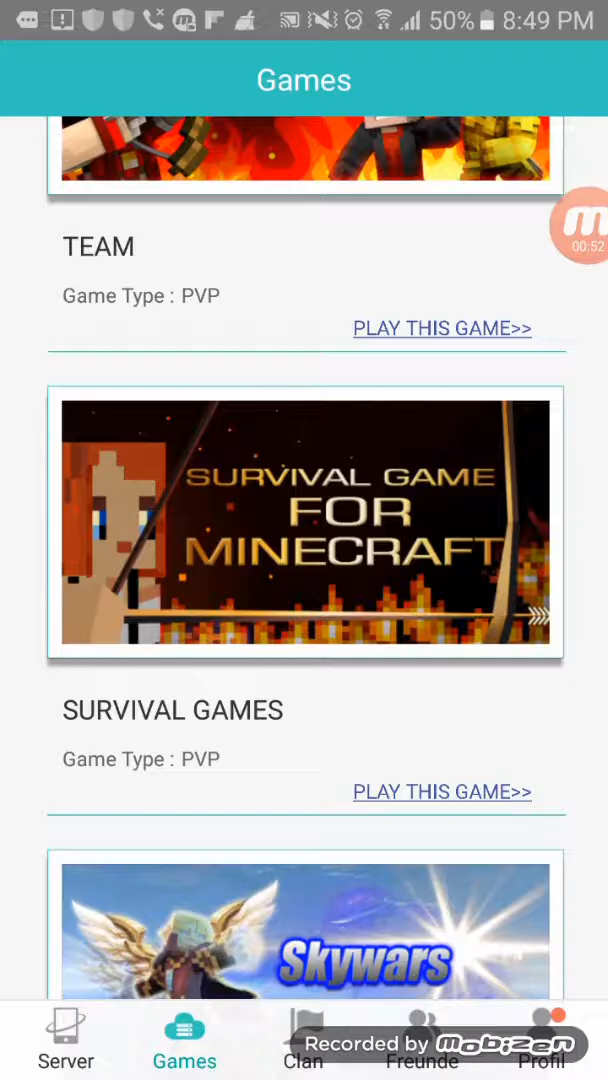 50% 8:49 PM
Games
00:52
TEAM
Game Type : PVP
PLAY THIS GAME>>
SURVIVAL GAME
FOR
MINECRAFT
SURVIVAL GAMES
Game Type : PVP
PLAY THIS GAME>>
Skywars
Recorded by mobizen
Server Games Clan Freunde Profil